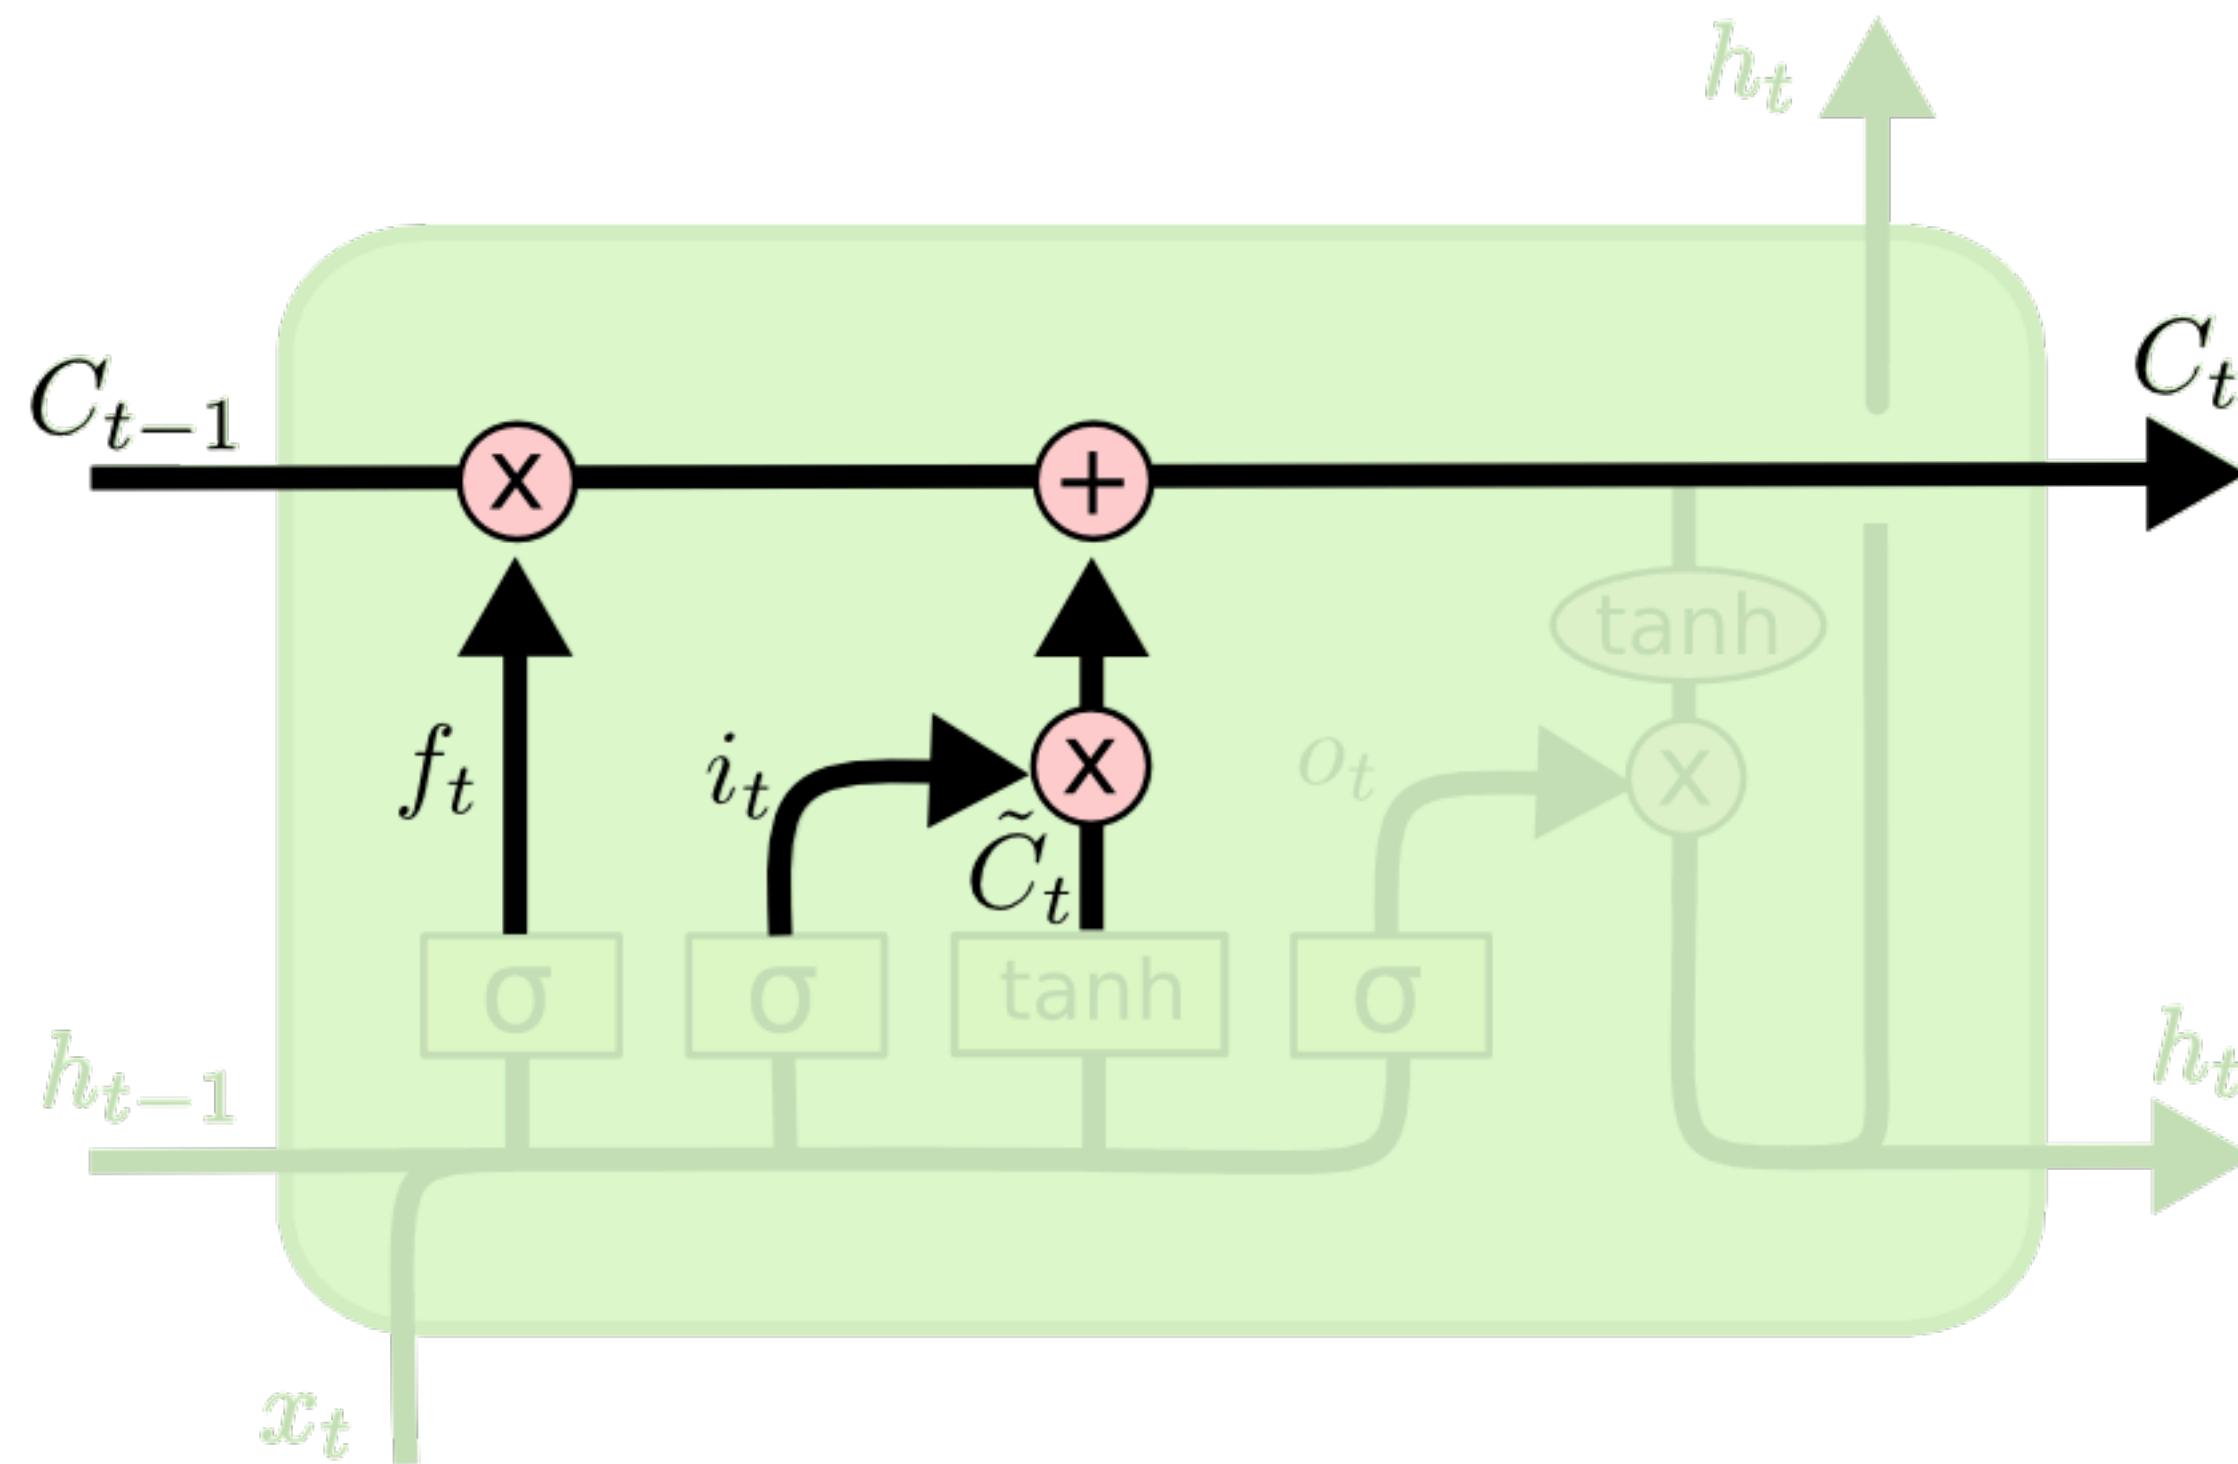 h_t
C_{t-1}
C_t
x
+
tanh
f_t
i_t
x
o_t
x
C̃_t
σ
σ
tanh
σ
h_{t-1}
h_t
x_t